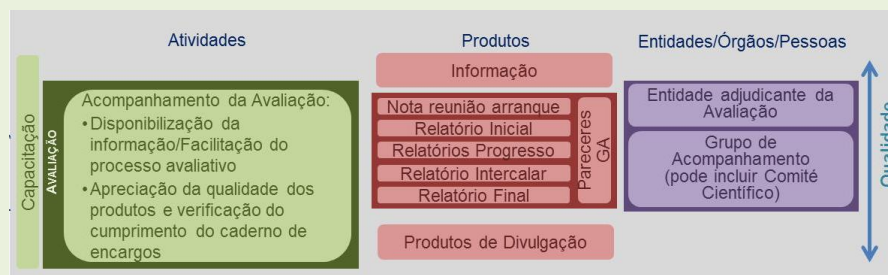 Atividades
Produtos
Entidades/Órgãos/Pessoas
Capacitação
AVALIAÇÃO
Acompanhamento da Avaliação:
•Disponibilização da
informação/Facilitação do
processo avaliativo
•Apreciação da qualidade dos
produtos e verificação do
cumprimento do caderno de
encargos
Informação
Nota reunião arranque
Relatório Inicial
Relatórios Progresso
Relatório Intercalar
Relatório Final
Pareceres
GA
Produtos de Divulgação
Entidade adjudicante da
Avaliação
Grupo de
Acompanhamento
(pode incluir Comité
Científico)
Qualidade